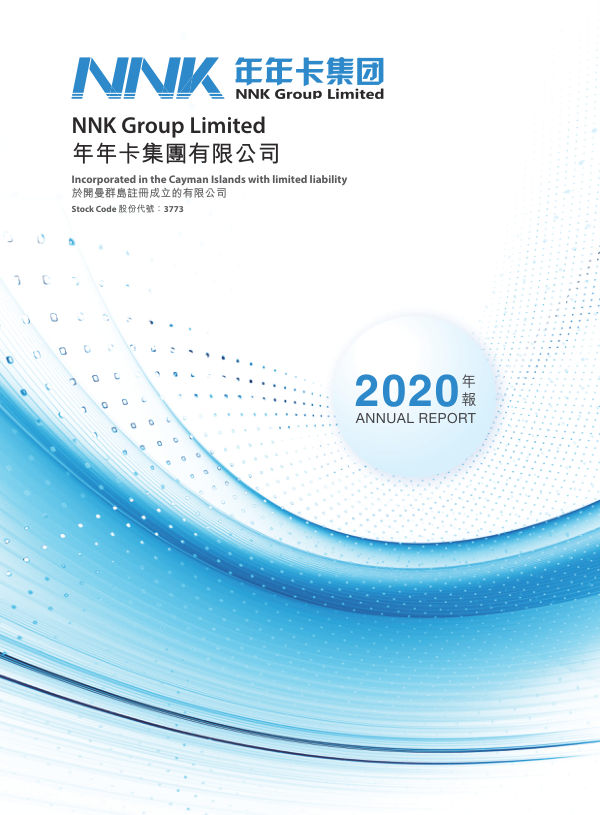 NNK 年年卡集团
NNK Group Limited
NNK Group Limited
年年卡集團有限公司
Incorporated in the Cayman Islands with limited liability
於開曼群島註冊成立的有限公司
Stock Code 股份代號：3773
2020 年報
ANNUAL REPORT